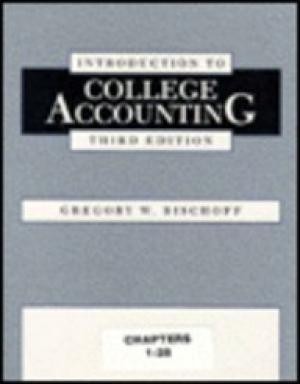 INTRODUCTION TO
COLLEGE
ACCOUNTING
THIRD EDITION
GREGORY W. BISCHOFF
CHAPTERS
1-28